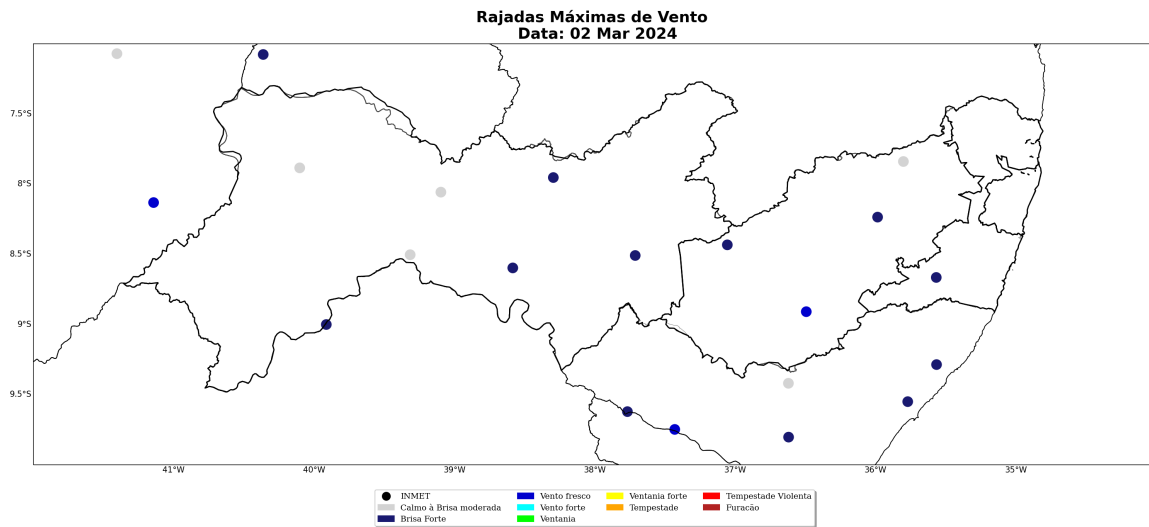 Rajadas Máximas de Vento
Data: 02 Mar 2024
7.5°S
8°S
8.5°S
9°S
9.5°S
41°W
40°W
39°W
38°W
37°W
36°W
35°W
INMET
Calmo à Brisa moderada
Brisa Forte
Vento fresco
Vento forte
Ventania
Ventania forte
Tempestade
Tempestade Violenta
Furacão